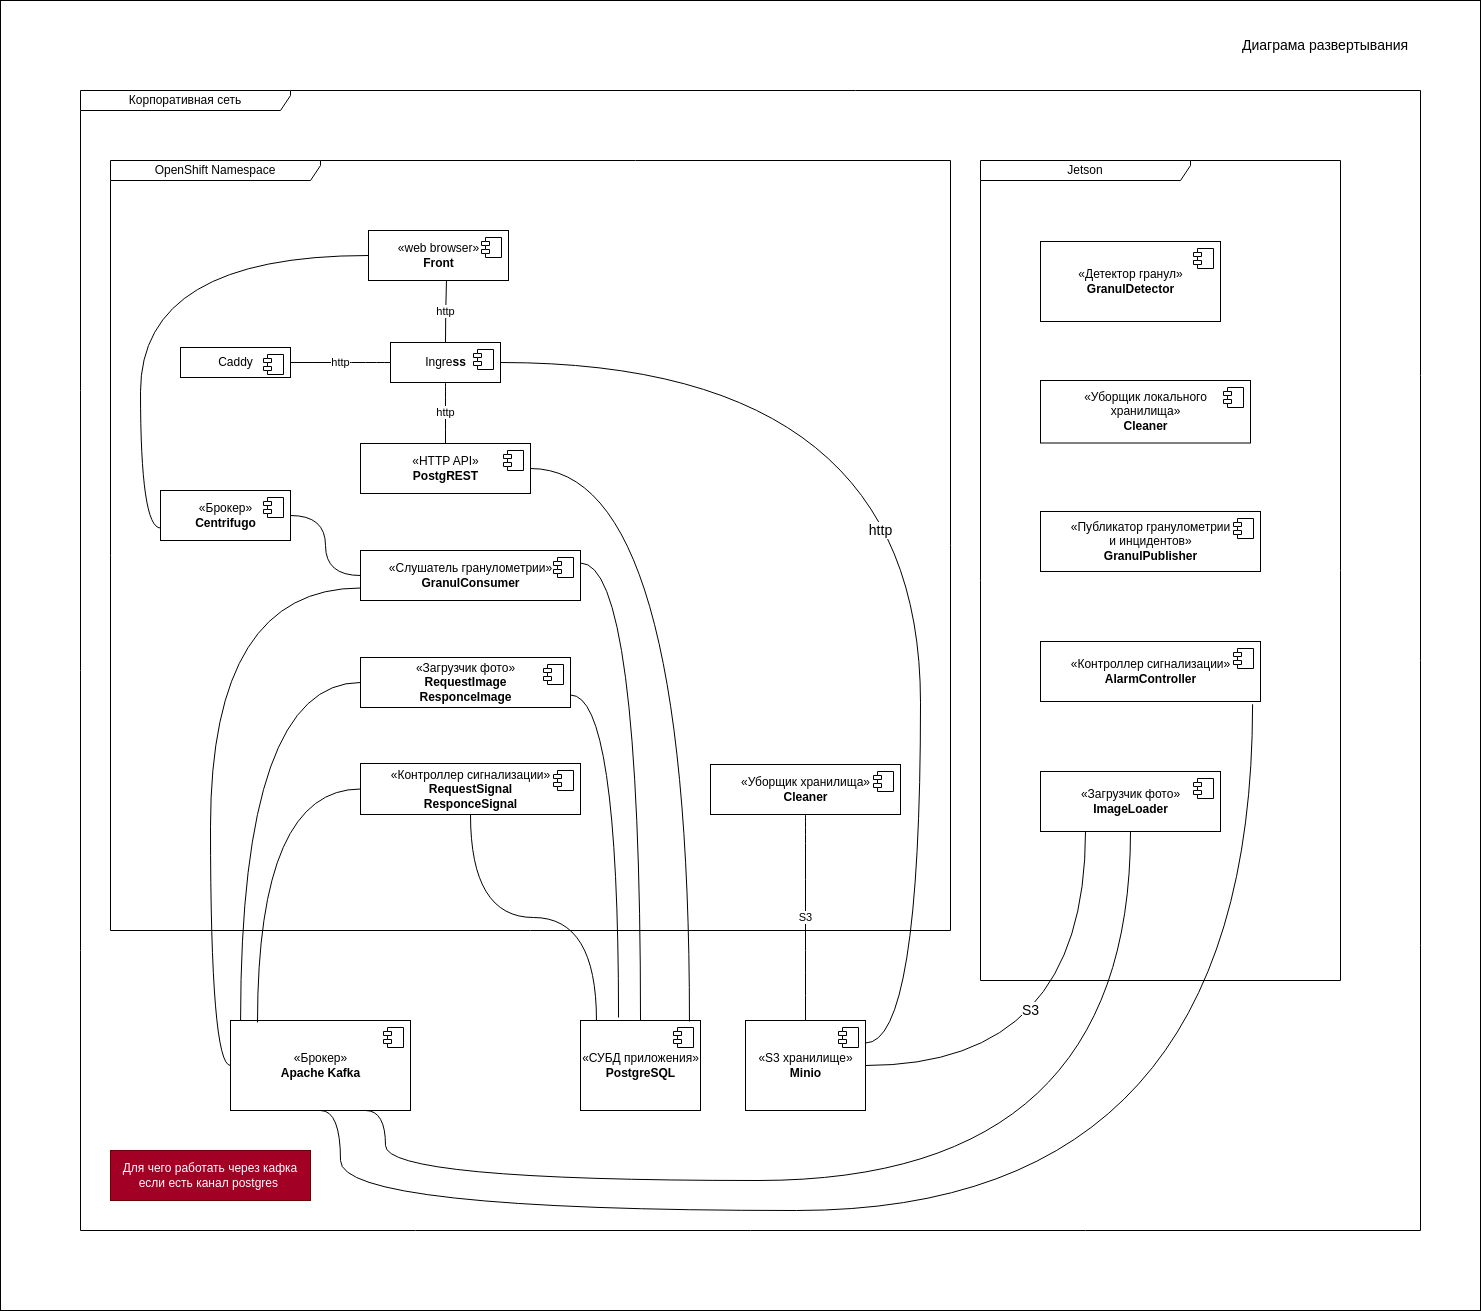 Диаграма развертывания
Корпоративная сеть
OpenShift Namespace
Jetson
«web browser»
Front
http
Caddy
http
Ingress
http
«HTTP API»
PostgREST
«Брокер»
Centrifugo
http
«Слушатель гранулометрии»
GranulConsumer
«Загрузчик фото»
RequestImage
ResponceImage
«Контроллер сигнализации»
RequestSignal
ResponceSignal
«Уборщик хранилища»
Cleaner
S3
«Детектор гранул»
GranulDetector
«Уборщик локального
хранилища»
Cleaner
«Публикатор гранулометрии
и инцидентов»
GranulPublisher
«Контроллер сигнализации»
AlarmController
«Загрузчик фото»
ImageLoader
S3
«Брокер»
Apache Kafka
«СУБД приложения»
PostgreSQL
«S3 хранилище»
Minio
Для чего работать через кафка
если есть канал postgres